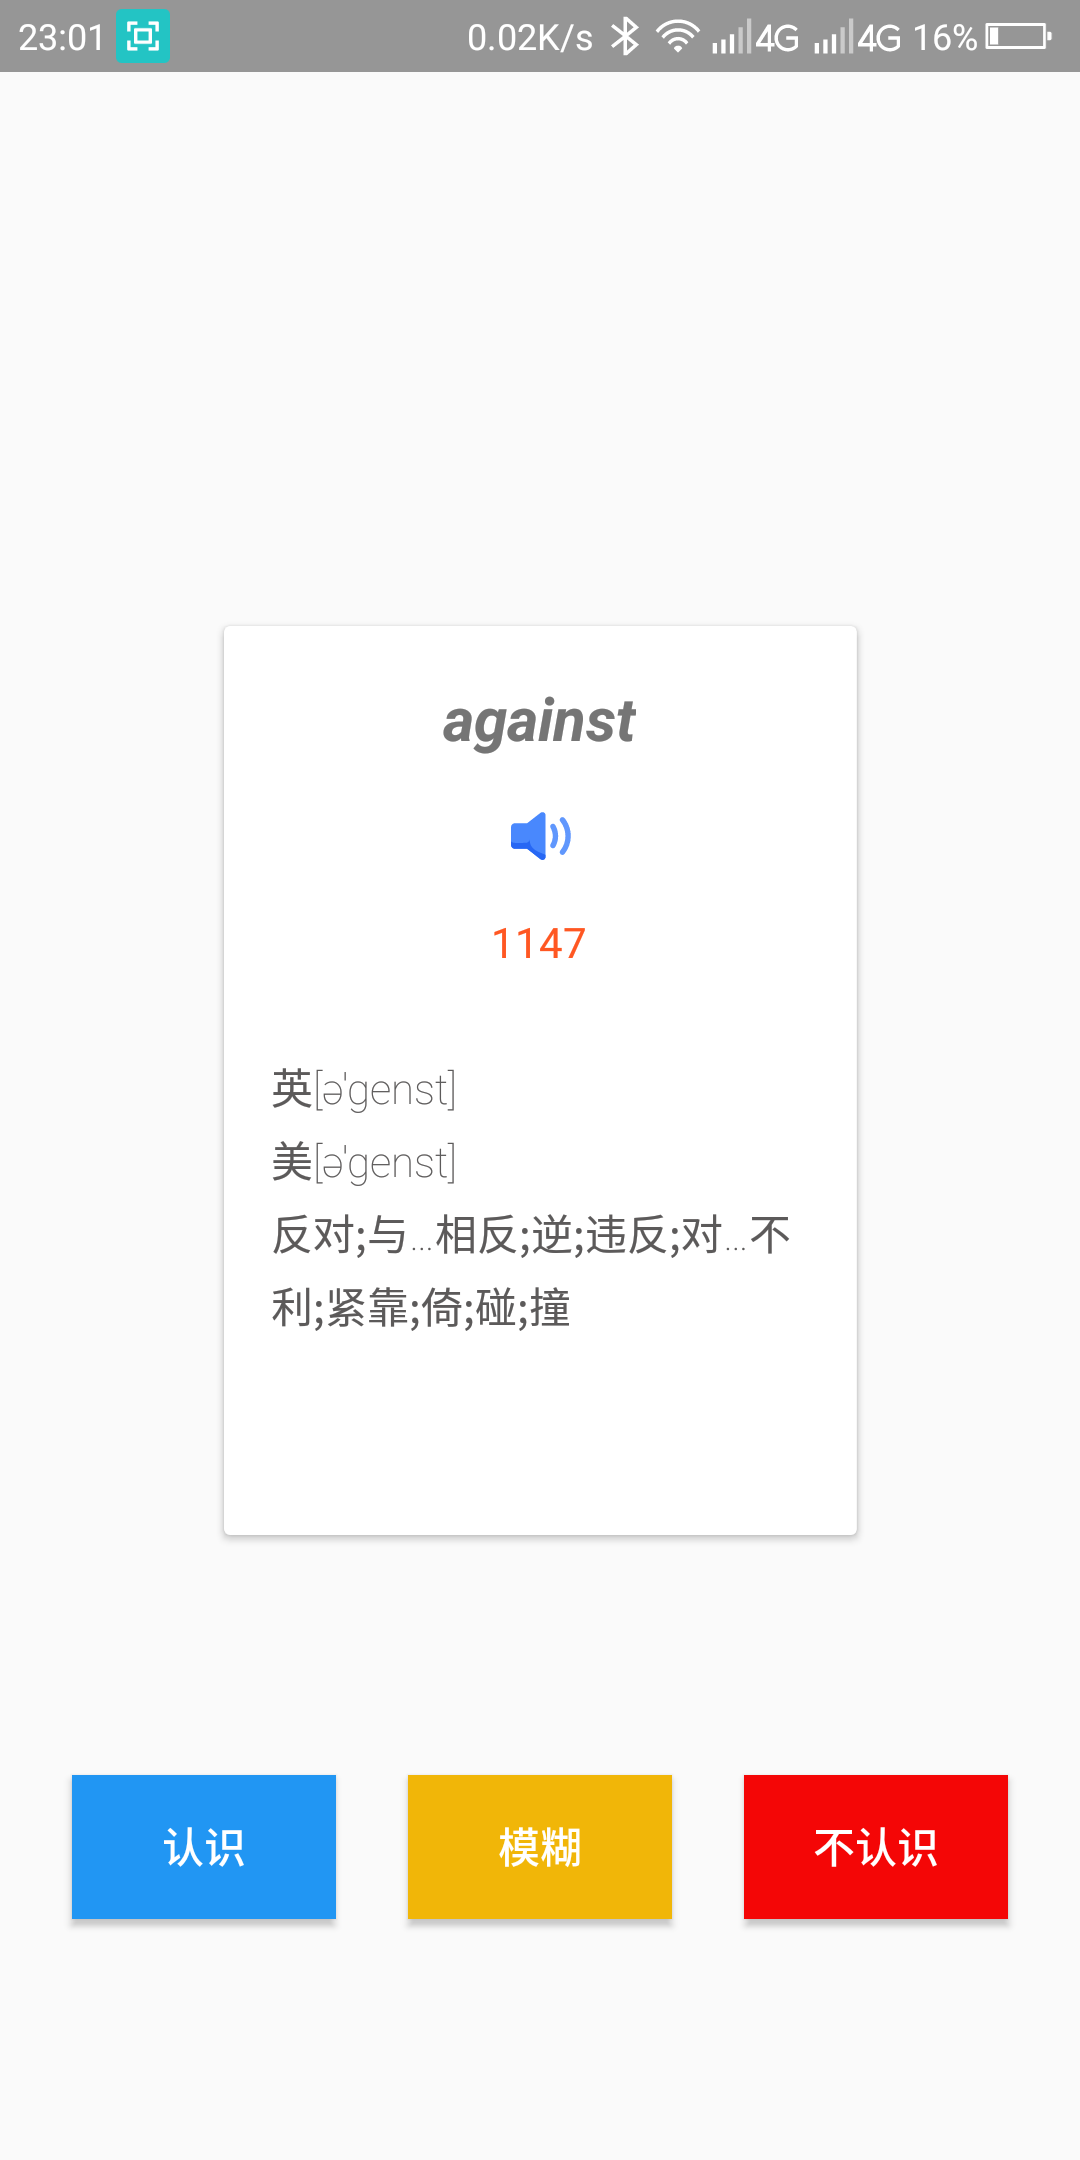 23:01 0.02K/s 4G 4G 16%
against
1147
英[ə'genst]
美[ə'genst]
反对;与...相反;逆;违反;对...不
利;紧靠;倚;碰;撞
认识 模糊 不认识